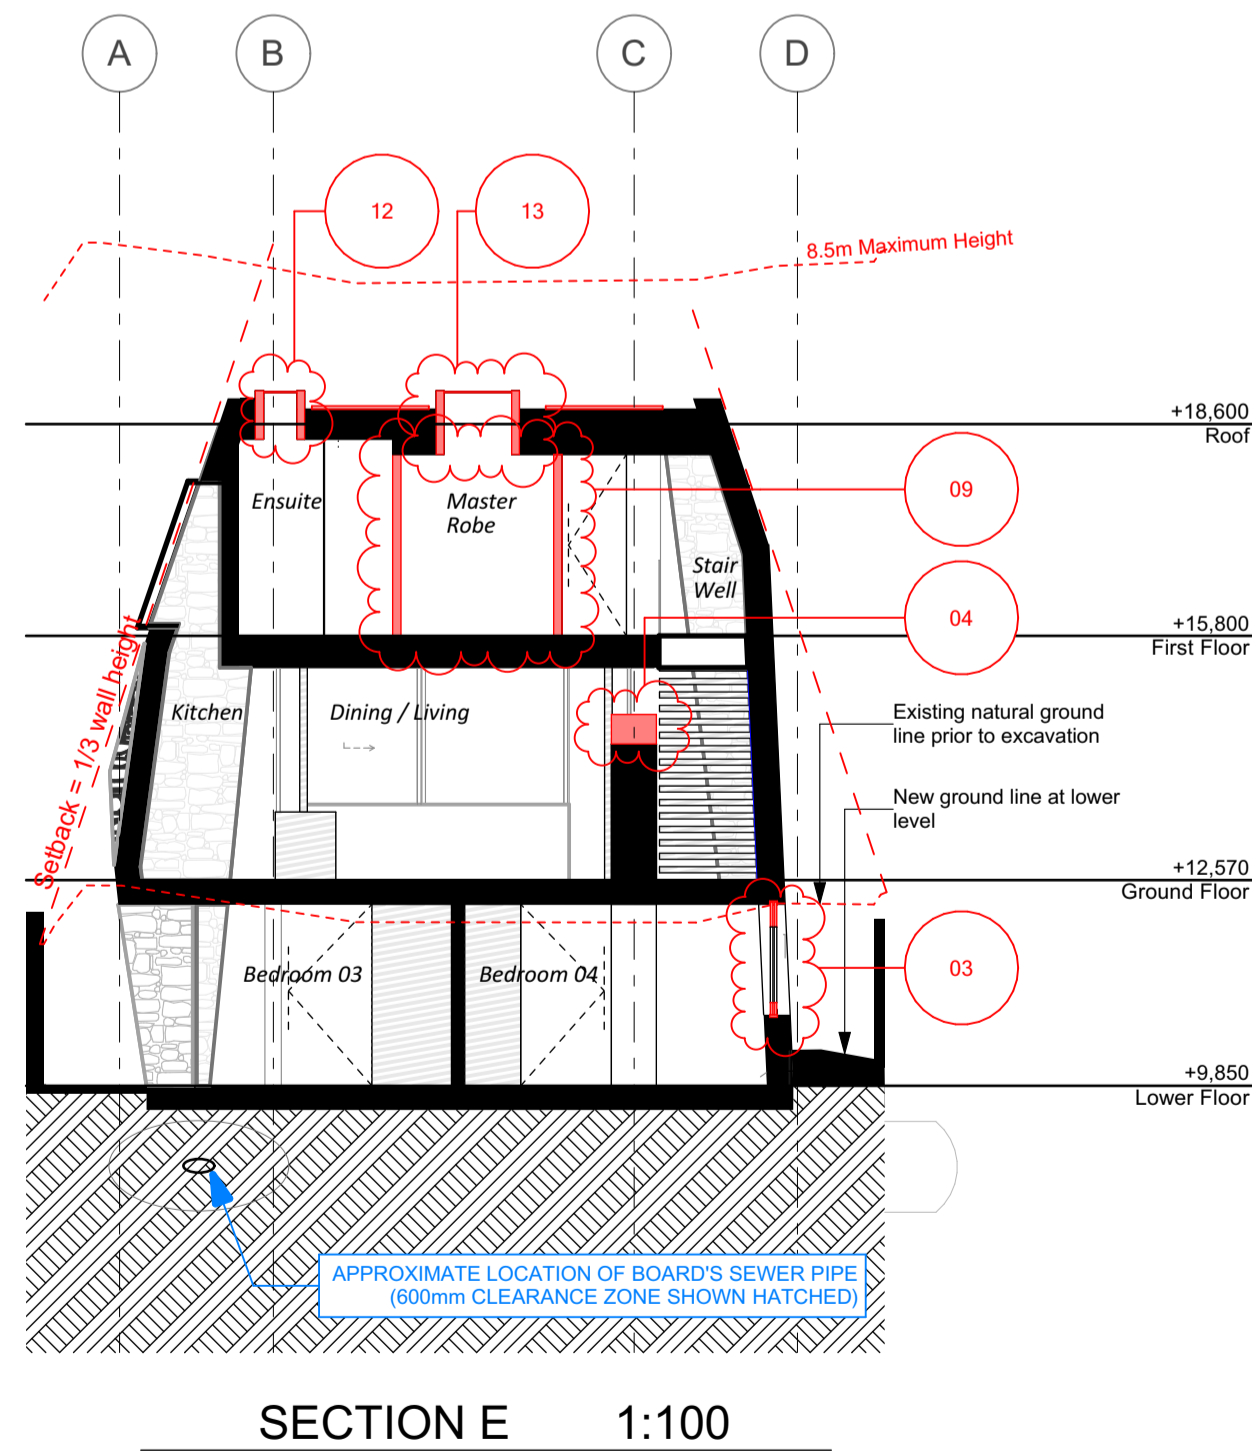 A
B
C
D
12
13
8.5m Maximum Height
+18,600
Roof
09
Ensuite
Master
Robe
Stair
Well
04
+15,800
First Floor
Setback = 1/3 wall height
Kitchen
Dining / Living
Existing natural ground
line prior to excavation
New ground line at lower
level
+12,570
Ground Floor
Bedroom 03
Bedroom 04
03
+9,850
Lower Floor
APPROXIMATE LOCATION OF BOARD'S SEWER PIPE
(600mm CLEARANCE ZONE SHOWN HATCHED)
SECTION E 1:100